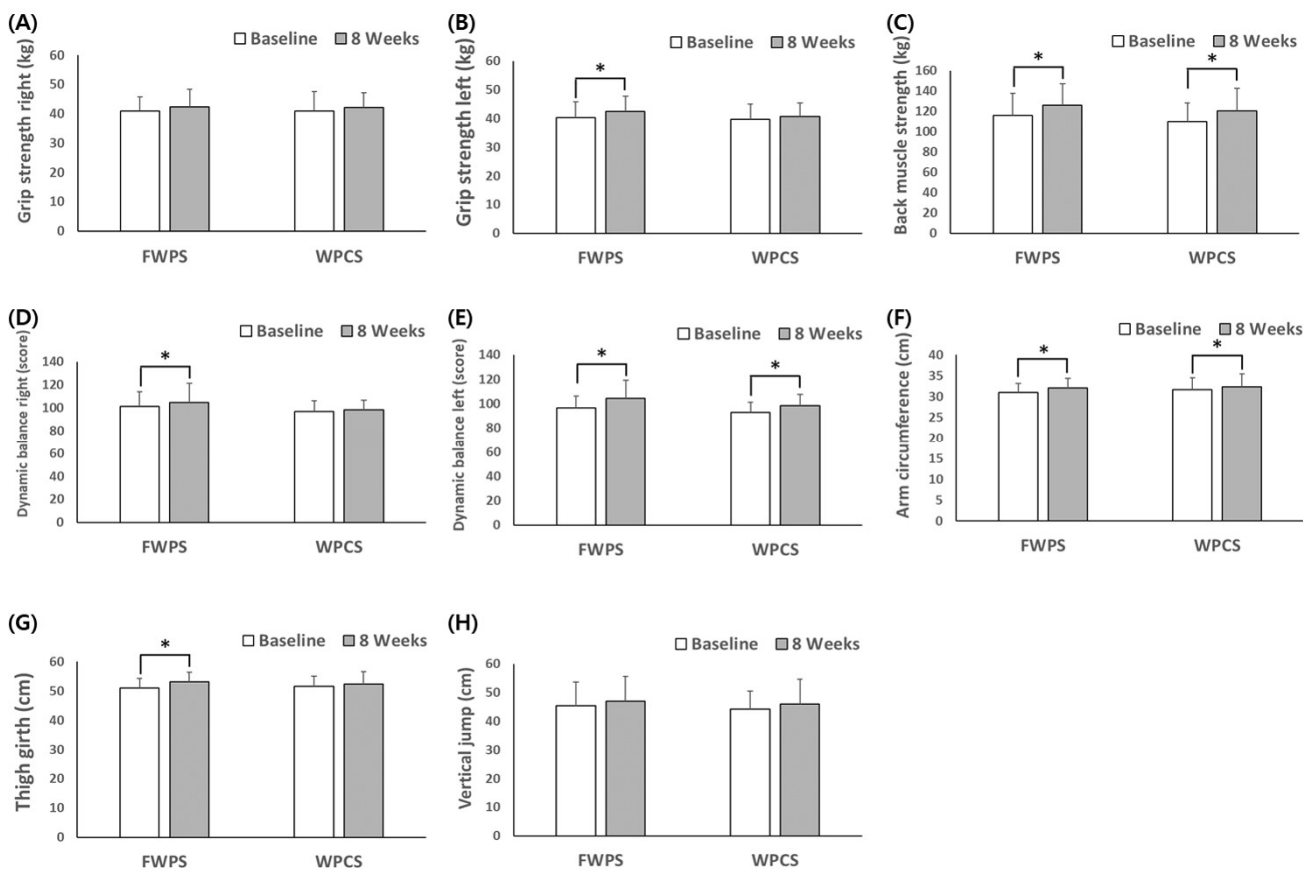 (A)
Baseline 8 Weeks
Grip strength right (kg)
60
50
40
30
20
10
0
FWPS WPCS
(B)
Baseline 8 Weeks
Grip strength left (kg)
60
50
40
30
20
10
0
*
FWPS WPCS
(C)
Baseline 8 Weeks
Back muscle strength (kg)
160
140
120
100
80
60
40
20
0
* *
FWPS WPCS
(D)
Baseline 8 Weeks
Dynamic balance right (score)
140
120
100
80
60
40
20
0
*
FWPS WPCS
(E)
Baseline 8 Weeks
Dynamic balance left (score)
140
120
100
80
60
40
20
0
* *
FWPS WPCS
(F)
Baseline 8 Weeks
Arm circumference (cm)
40
35
30
25
20
15
10
5
0
* *
FWPS WPCS
(G)
Baseline 8 Weeks
Thigh girth (cm)
60
50
40
30
20
10
0
*
FWPS WPCS
(H)
Baseline 8 Weeks
Vertical jump (cm)
60
50
40
30
20
10
0
FWPS WPCS